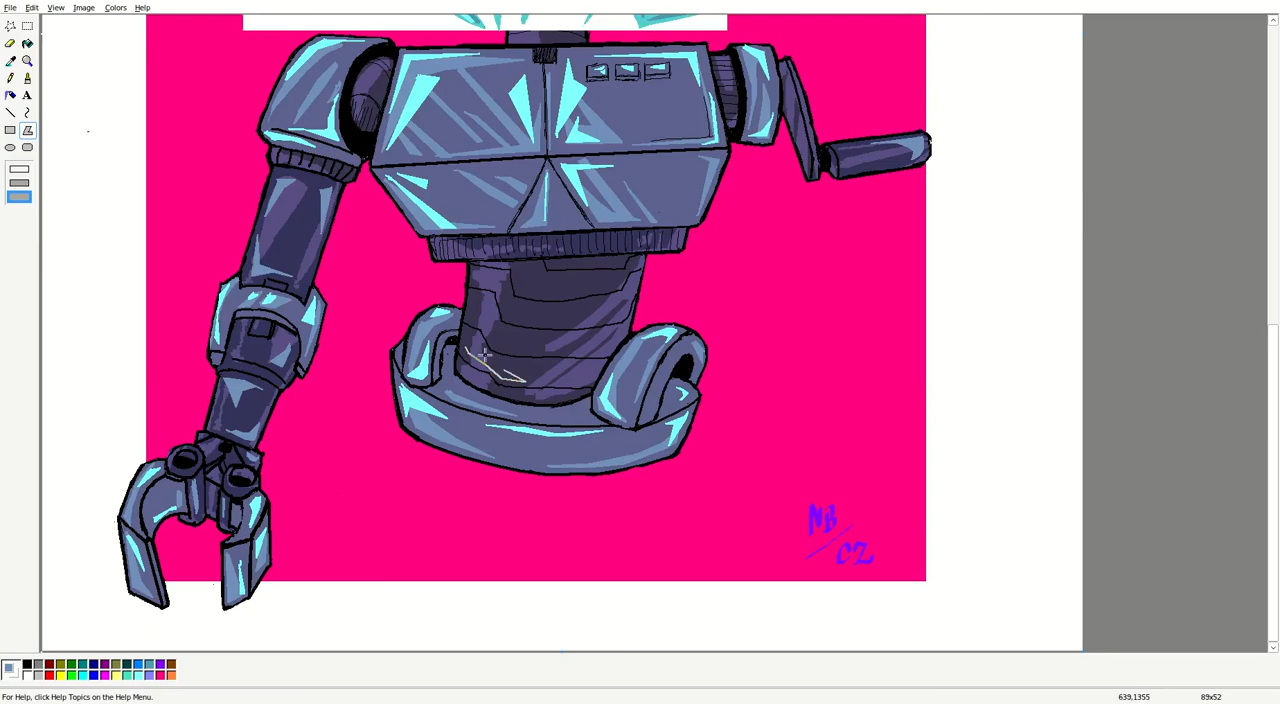 File Edit View Image Colors Help
A
NB
CZ
For Help, click Help Topics on the Help Menu.
639,1355
89x52